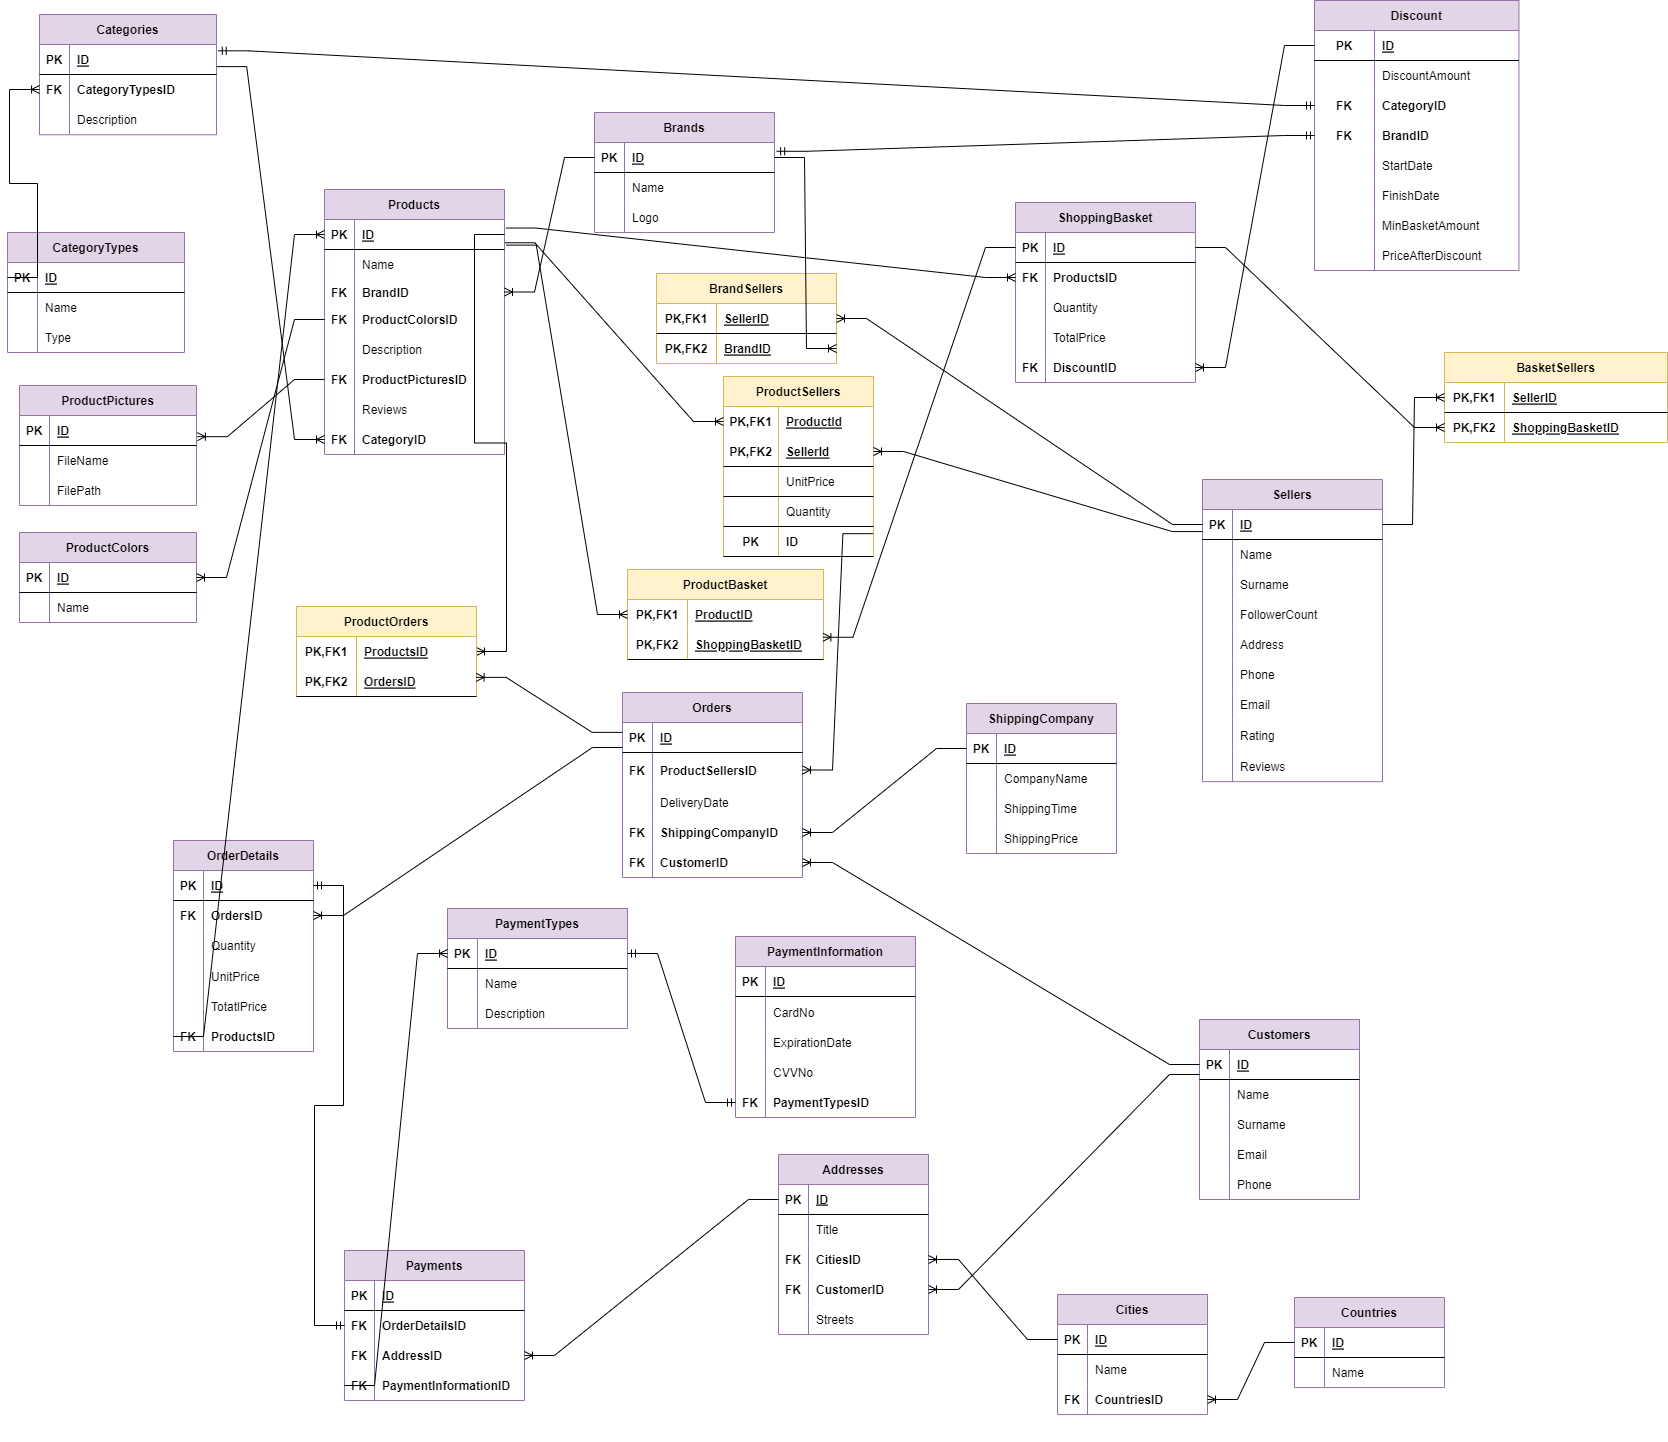 Categories
PK ID
FK CategoryTypesID
Description
CategoryTypes
PK ID
Name
Type
ProductPictures
PK ID
FileName
FilePath
ProductColors
PK ID
Name
Products
PK ID
Name
FK BrandID
FK ProductColorsID
Description
FK ProductPicturesID
Reviews
FK CategoryID
Brands
PK ID
Name
Logo
Discount
PK ID
DiscountAmount
FK CategoryID
FK BrandID
StartDate
FinishDate
MinBasketAmount
PriceAfterDiscount
ShoppingBasket
PK ID
FK ProductsID
Quantity
TotalPrice
FK DiscountID
BrandSellers
PK,FK1 SellerID
PK,FK2 BrandID
ProductSellers
PK,FK1 ProductId
PK,FK2 SellerId
UnitPrice
Quantity
PK ID
BasketSellers
PK,FK1 SellerID
PK,FK2 ShoppingBasketID
Sellers
PK ID
Name
Surname
FollowerCount
Address
Phone
Email
Rating
Reviews
ProductBasket
PK,FK1 ProductID
PK,FK2 ShoppingBasketID
ProductOrders
PK,FK1 ProductsID
PK,FK2 OrdersID
Orders
PK ID
FK ProductSellersID
DeliveryDate
FK ShippingCompanyID
FK CustomerID
ShippingCompany
PK ID
CompanyName
ShippingTime
ShippingPrice
OrderDetails
PK ID
FK OrdersID
Quantity
UnitPrice
TotatlPrice
FK ProductsID
PaymentTypes
PK ID
Name
Description
PaymentInformation
PK ID
CardNo
ExpirationDate
CVVNo
FK PaymentTypesID
Customers
PK ID
Name
Surname
Email
Phone
Addresses
PK ID
Title
FK CitiesID
FK CustomerID
Streets
Payments
PK ID
FK OrderDetailsID
FK AddressID
FK PaymentInformationID
Cities
PK ID
Name
FK CountriesID
Countries
PK ID
Name